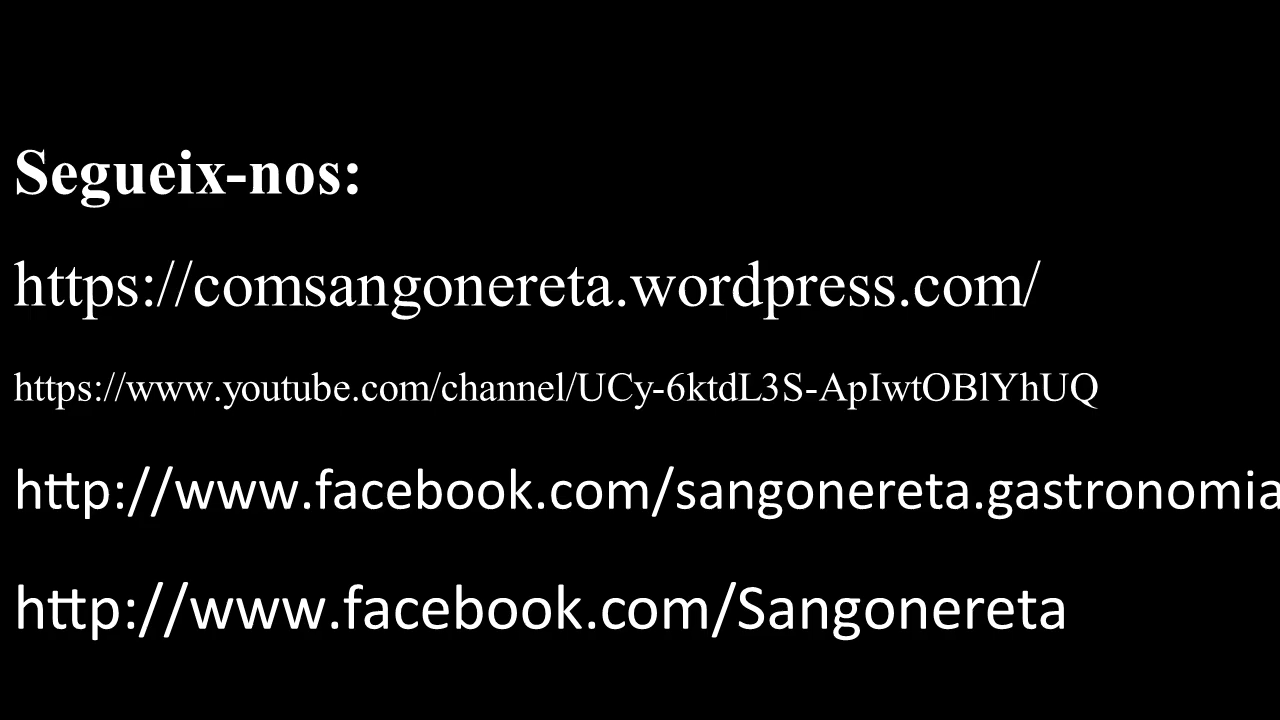 Segueix-nos:
https://comsangonereta.wordpress.com/
https://www.youtube.com/channel/UCy-6ktdL3S-ApIwtOBlYhUQ
http://www.facebook.com/sangonereta.gastronomia
http://www.facebook.com/Sangonereta